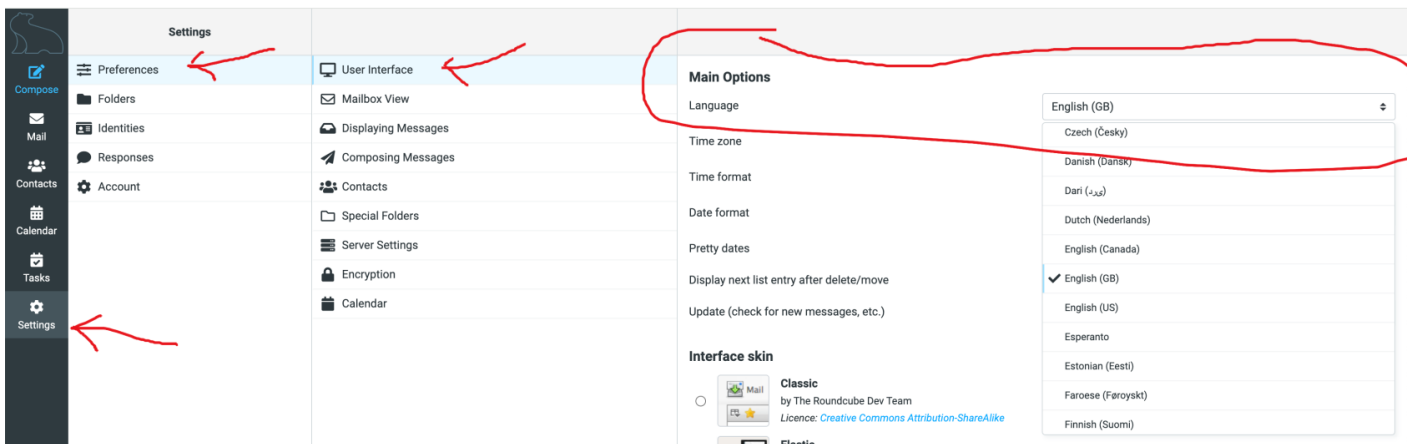 Settings
Compose
Mail
Contacts
Calendar
Tasks
Settings
Preferences
Folders
Identities
Responses
Account
User Interface
Mailbox View
Displaying Messages
Composing Messages
Contacts
Special Folders
Server Settings
Encryption
Calendar
Main Options
Language
English (GB)
Time zone
Time format
Date format
Pretty dates
Display next list entry after delete/move
Update (check for new messages, etc.)
Czech (Česky)
Danish (Dansk)
Dari (دری)
Dutch (Nederlands)
English (Canada)
English (GB)
English (US)
Esperanto
Estonian (Eesti)
Faroese (Føroyskt)
Finnish (Suomi)
Interface skin
Mail
Classic
by The Roundcube Dev Team
Licence: Creative Commons Attribution-ShareAlike